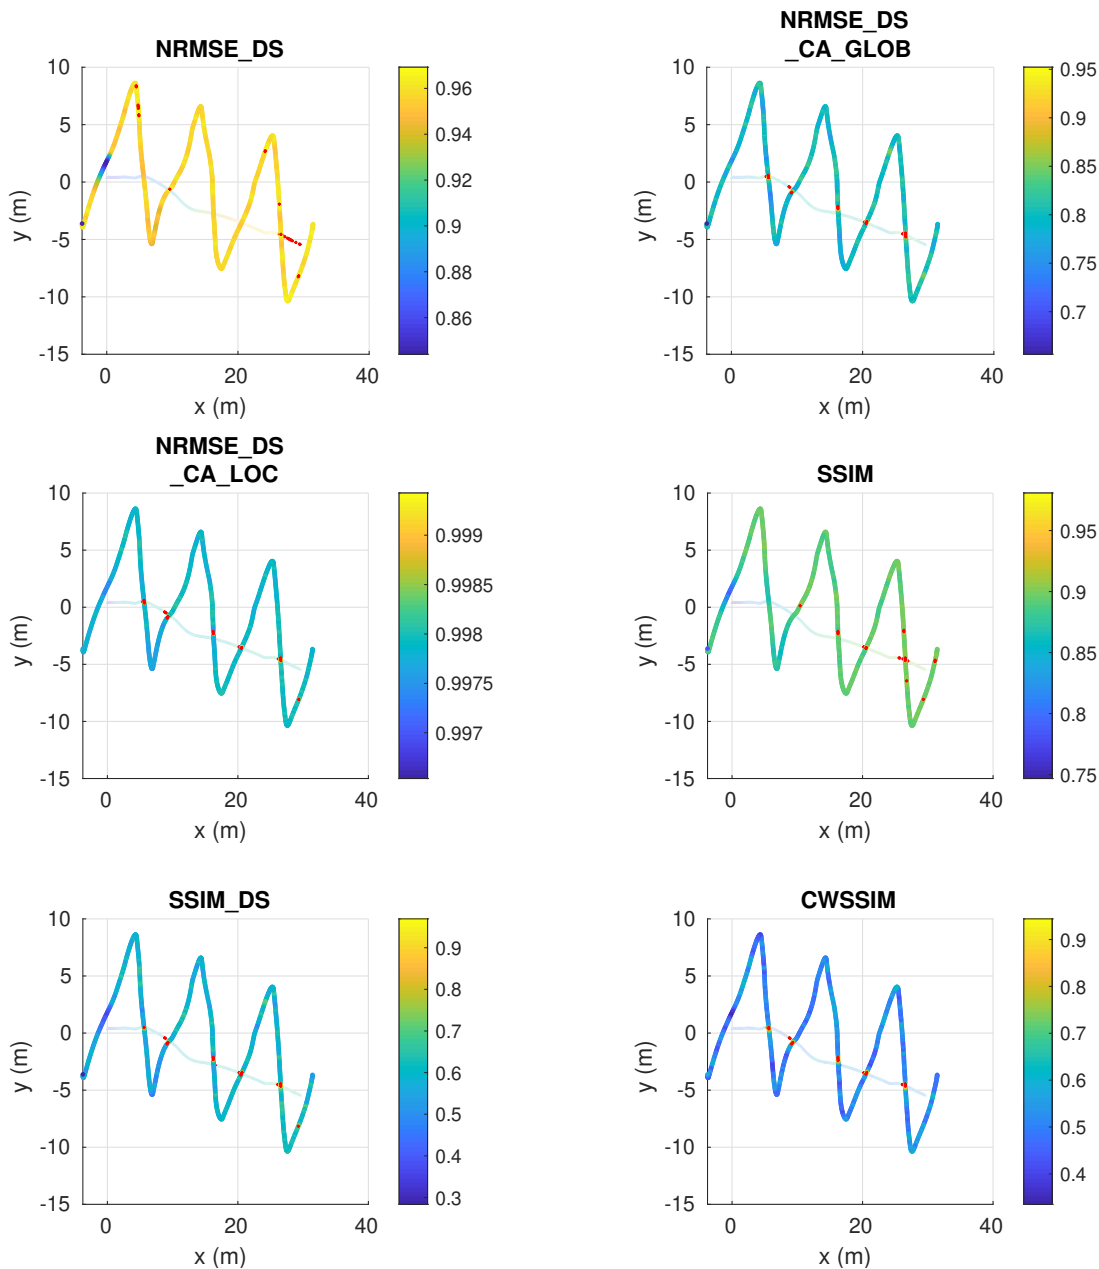 NRMSE_DS
10
5
0
-5
-10
-15
y (m)
0 20 40
x (m)
0.96
0.94
0.92
0.9
0.88
0.86
NRMSE_DS
_CA_GLOB
10
5
0
-5
-10
-15
y (m)
0 20 40
x (m)
0.95
0.9
0.85
0.8
0.75
0.7
NRMSE_DS
_CA_LOC
10
5
0
-5
-10
-15
y (m)
0 20 40
x (m)
0.999
0.9985
0.998
0.9975
0.997
SSIM
10
5
0
-5
-10
-15
y (m)
0 20 40
x (m)
0.95
0.9
0.85
0.8
0.75
SSIM_DS
10
5
0
-5
-10
-15
y (m)
0 20 40
x (m)
0.9
0.8
0.7
0.6
0.5
0.4
0.3
CWSSIM
10
5
0
-5
-10
-15
y (m)
0 20 40
x (m)
0.9
0.8
0.7
0.6
0.5
0.4